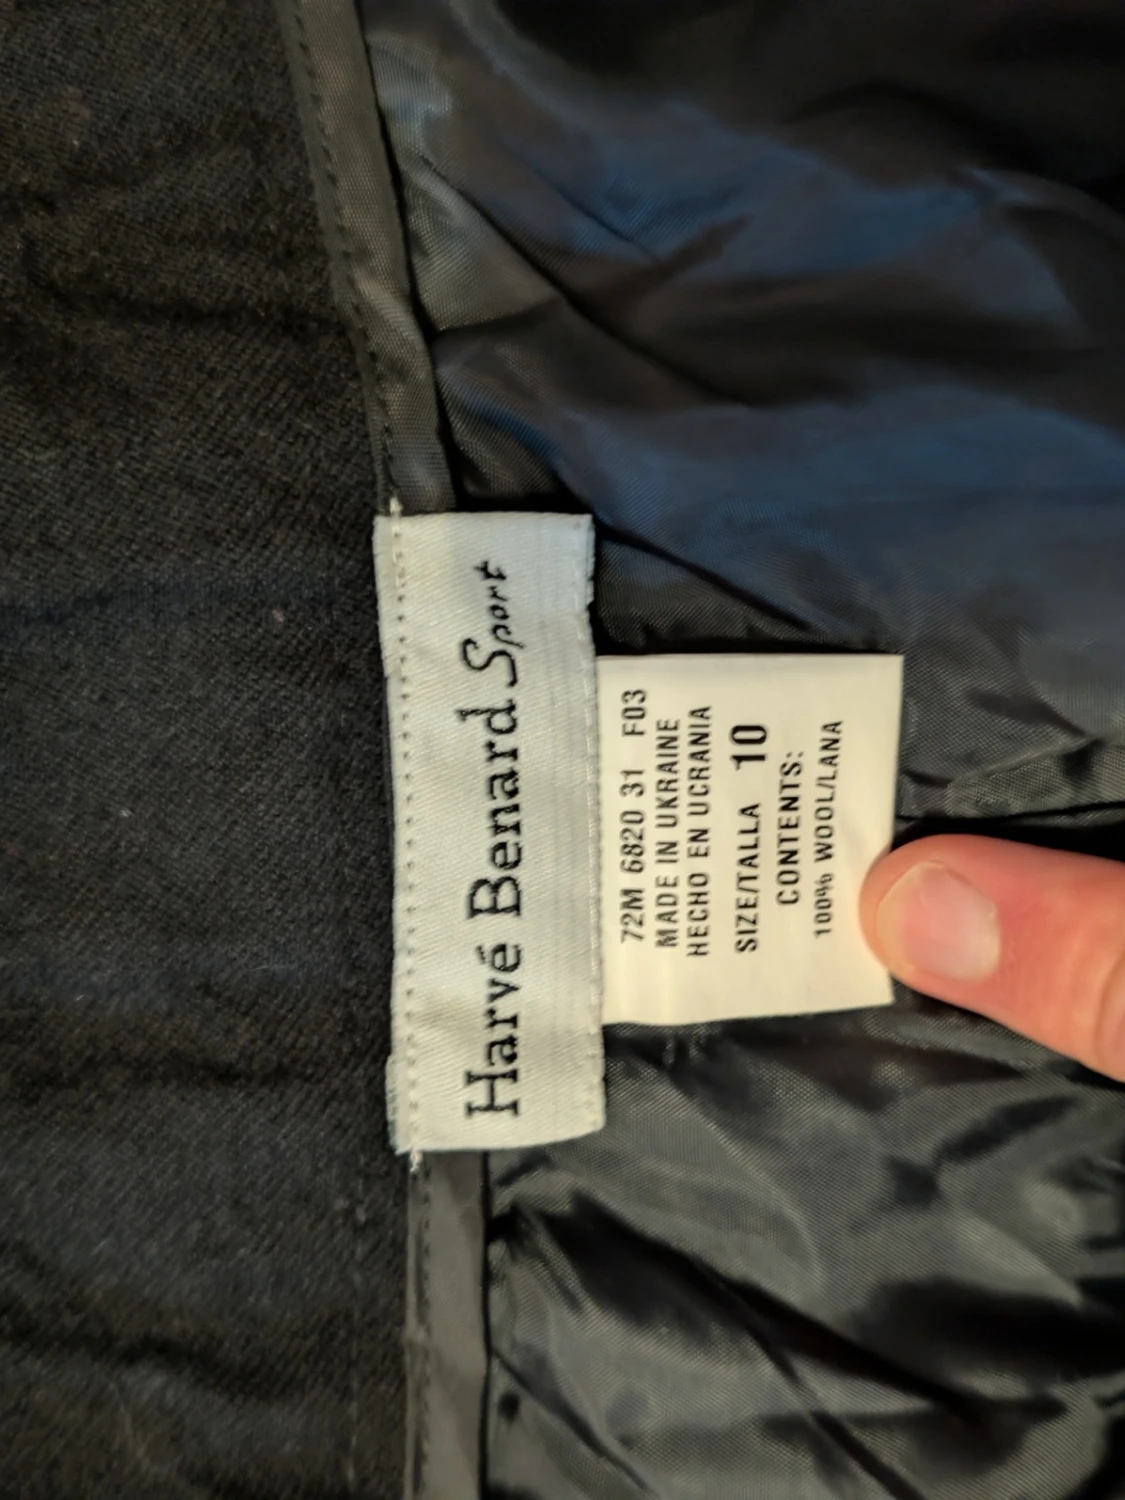 Harvé Benard Sport
72M 6820 31 F03
MADE IN UKRAINE
HECHO EN UCRANIA
SIZE/TALLA 10
CONTENTS:
100% WOOL/LANA